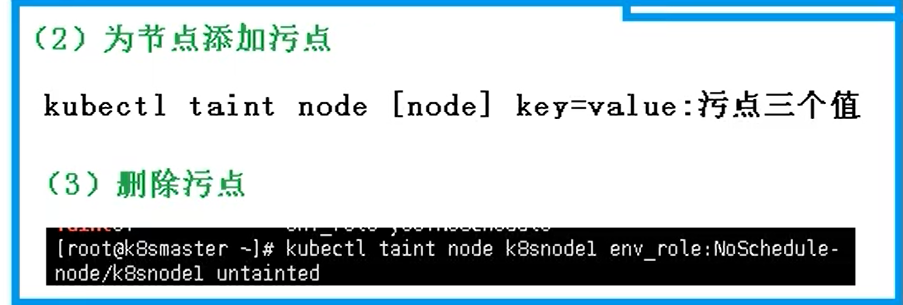 （2）为节点添加污点
kubectl taint node [node] key=value:污点三个值
（3）删除污点
[root@k8smaster ~]# kubectl taint node k8snode1 env_role:NoSchedule-
node/k8snode1 untainted